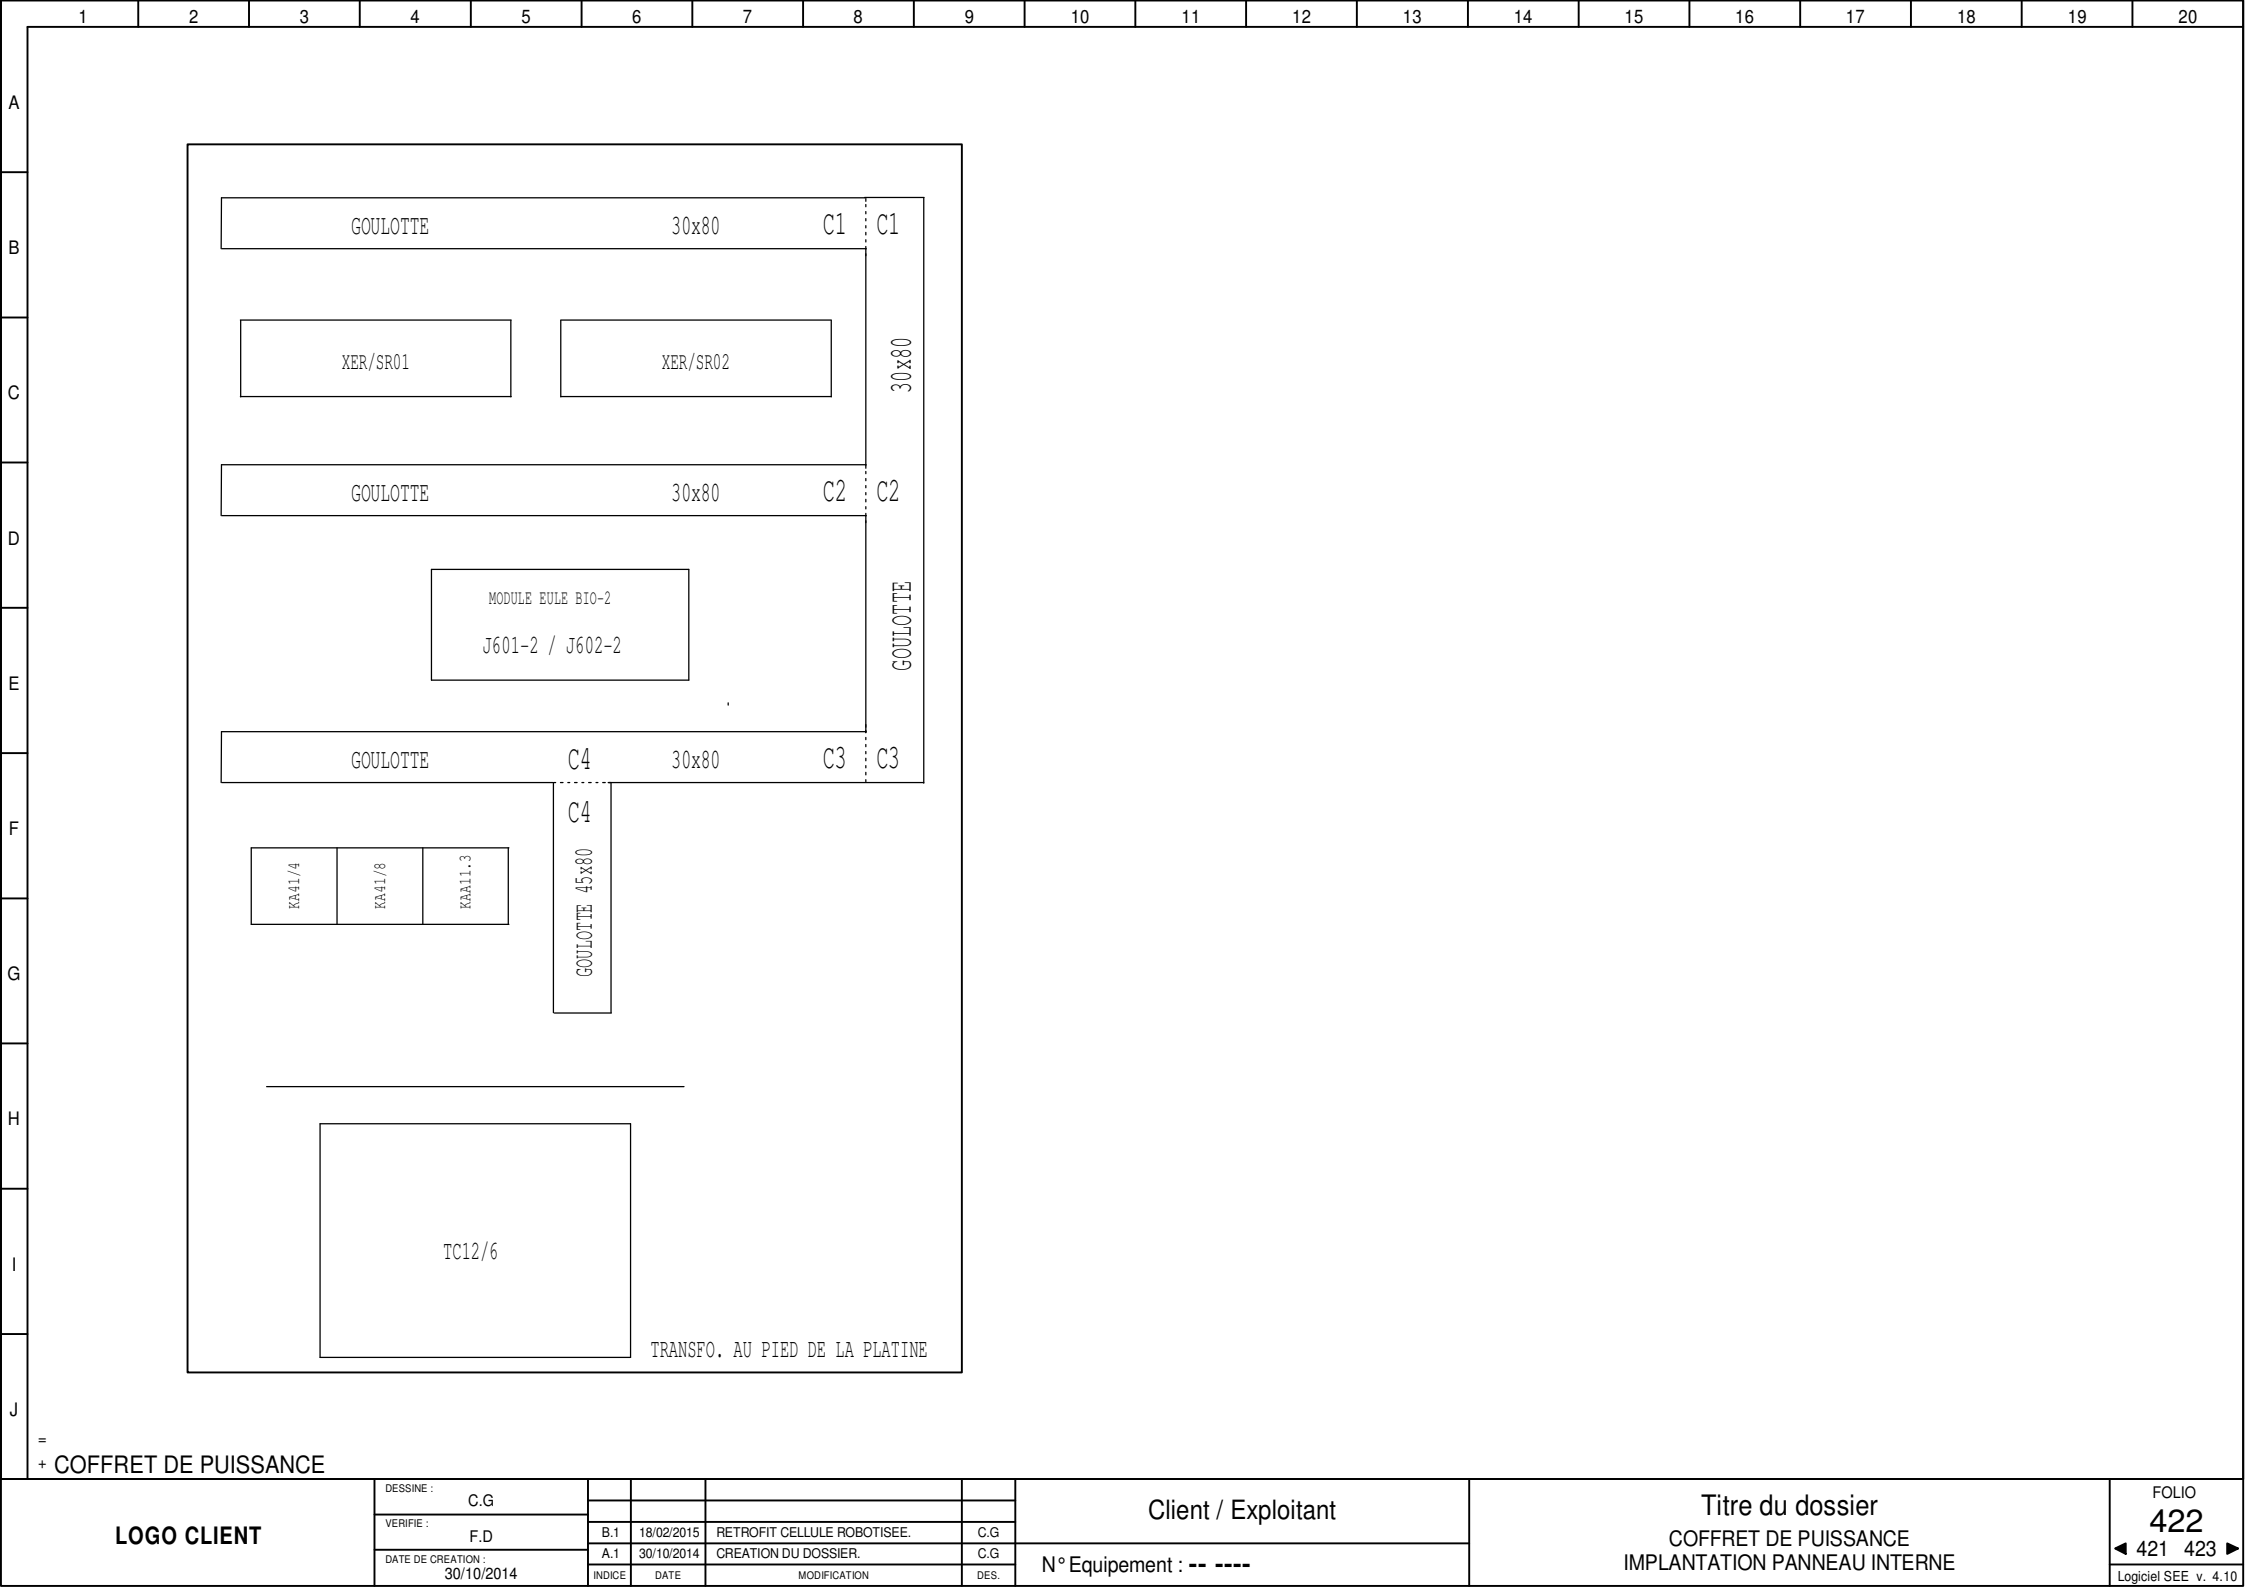 1 2 3 4 5 6 7 8 9 10 11 12 13 14 15 16 17 18 19 20
A
B
C
D
E
F
G
H
I
J
GOULOTTE 30x80 C1 C1
XER/SR01 XER/SR02
30x80
GOULOTTE 30x80 C2 C2
MODULE EULE BIO-2
J601-2 / J602-2
GOULOTTE
GOULOTTE C4 30x80 C3 C3
C4
GOULOTTE 45x80
KA41/4 KA41/8 KAA11.3
TC12/6
TRANSFO. AU PIED DE LA PLATINE
=
+ COFFRET DE PUISSANCE
LOGO CLIENT
DESSINE :
C.G
VERIFIE :
F.D
DATE DE CREATION :
30/10/2014
B.1 18/02/2015 RETROFIT CELLULE ROBOTISEE. C.G
A.1 30/10/2014 CREATION DU DOSSIER. C.G
INDICE DATE MODIFICATION DES.
Client / Exploitant
N° Equipement : -- ----
Titre du dossier
COFFRET DE PUISSANCE
IMPLANTATION PANNEAU INTERNE
FOLIO
422
◄ 421 423 ►
Logiciel SEE v. 4.10